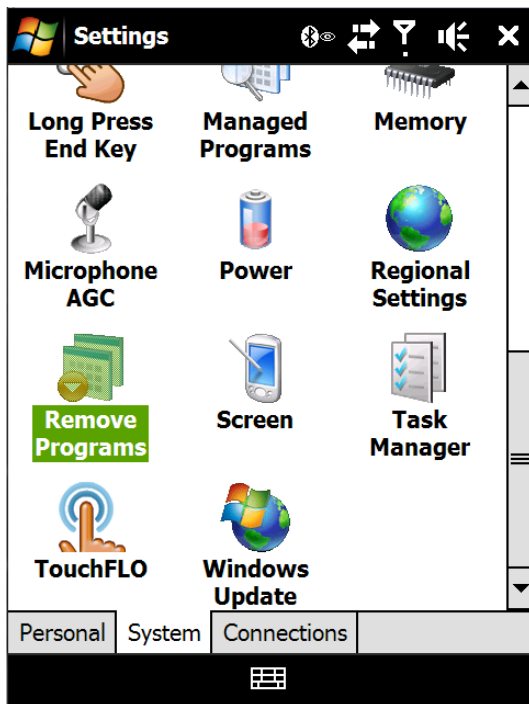 Settings
Long Press
End Key
Managed
Programs
Memory
Microphone
AGC
Power
Regional
Settings
Remove
Programs
Screen
Task
Manager
TouchFLO
Windows
Update
Personal System Connections